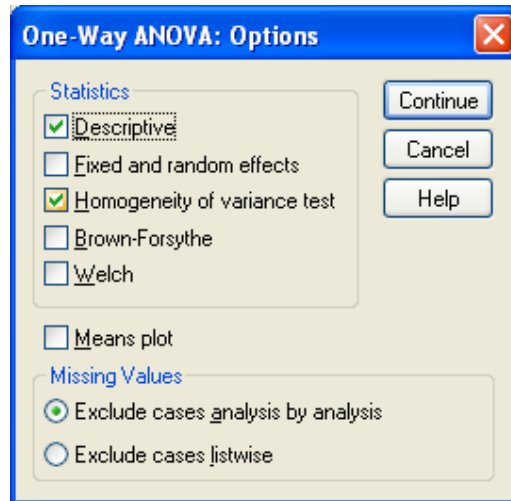 One-Way ANOVA: Options
Statistics
Descriptive
Fixed and random effects
Homogeneity of variance test
Brown-Forsythe
Welch
Continue
Cancel
Help
Means plot
Missing Values
Exclude cases analysis by analysis
Exclude cases listwise